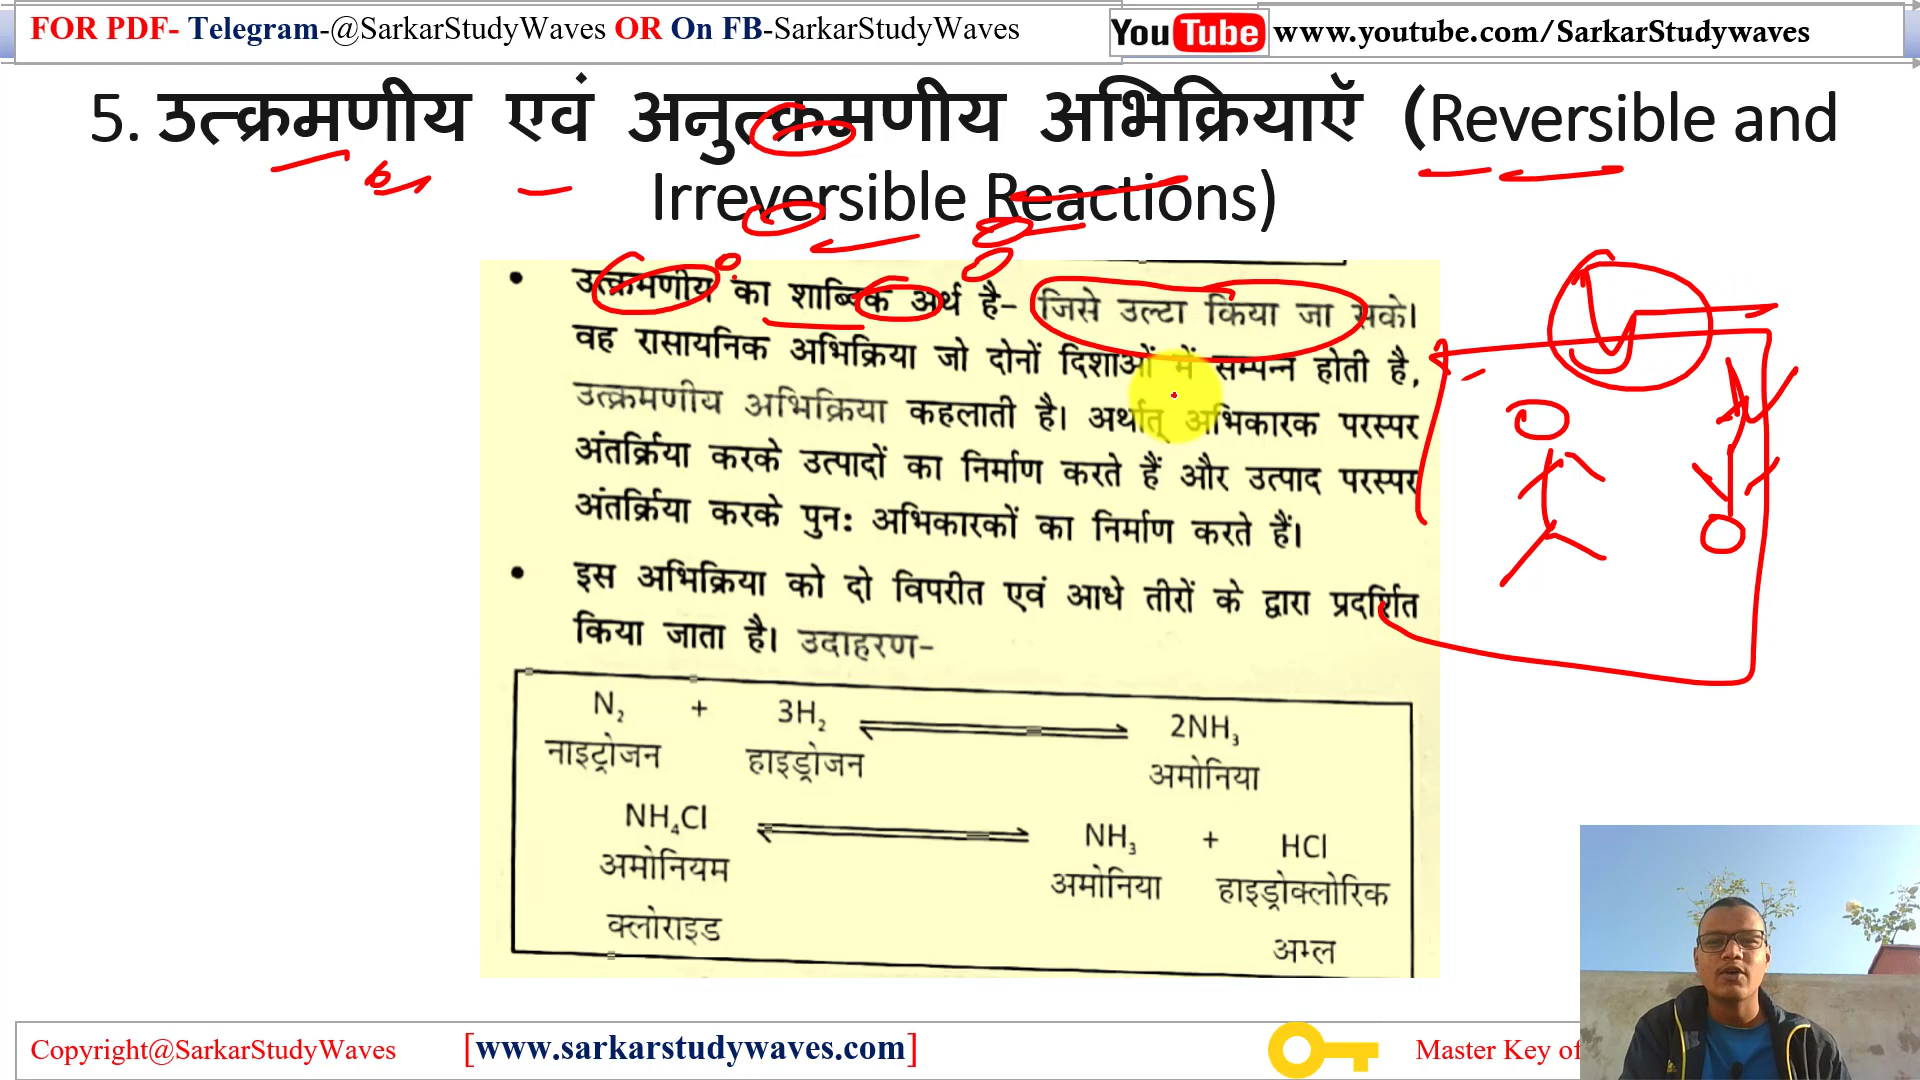 FOR PDF- Telegram-@SarkarStudyWaves OR On FB-SarkarStudyWaves
YouTube www.youtube.com/SarkarStudywaves
5. उत्क्रमणीय एवं अनुत्क्रमणीय अभिक्रियाऍ (Reversible and
Irreversible Reactions)
• उत्क्रमणीय का शाब्दिक अर्थ है- जिसे उल्टा किया जा सके।
वह रासायनिक अभिक्रिया जो दोनों दिशाओं में सम्पन्न होती है,
उत्क्रमणीय अभिक्रिया कहलाती है। अर्थात् अभिकारक परस्पर
अंतर्क्रिया करके उत्पादों का निर्माण करते हैं और उत्पाद परस्पर
अंतर्क्रिया करके पुनः अभिकारकों का निर्माण करते हैं।
• इस अभिक्रिया को दो विपरीत एवं आधे तीरों के द्वारा प्रदर्शित
किया जाता है। उदाहरण-
N₂ + 3H₂ ⇌ 2NH₃
नाइट्रोजन हाइड्रोजन अमोनिया
NH₄Cl ⇌ NH₃ + HCl
अमोनियम अमोनिया हाइड्रोक्लोरिक
क्लोराइड अम्ल
Copyright@SarkarStudyWaves [www.sarkarstudywaves.com] Master Key of